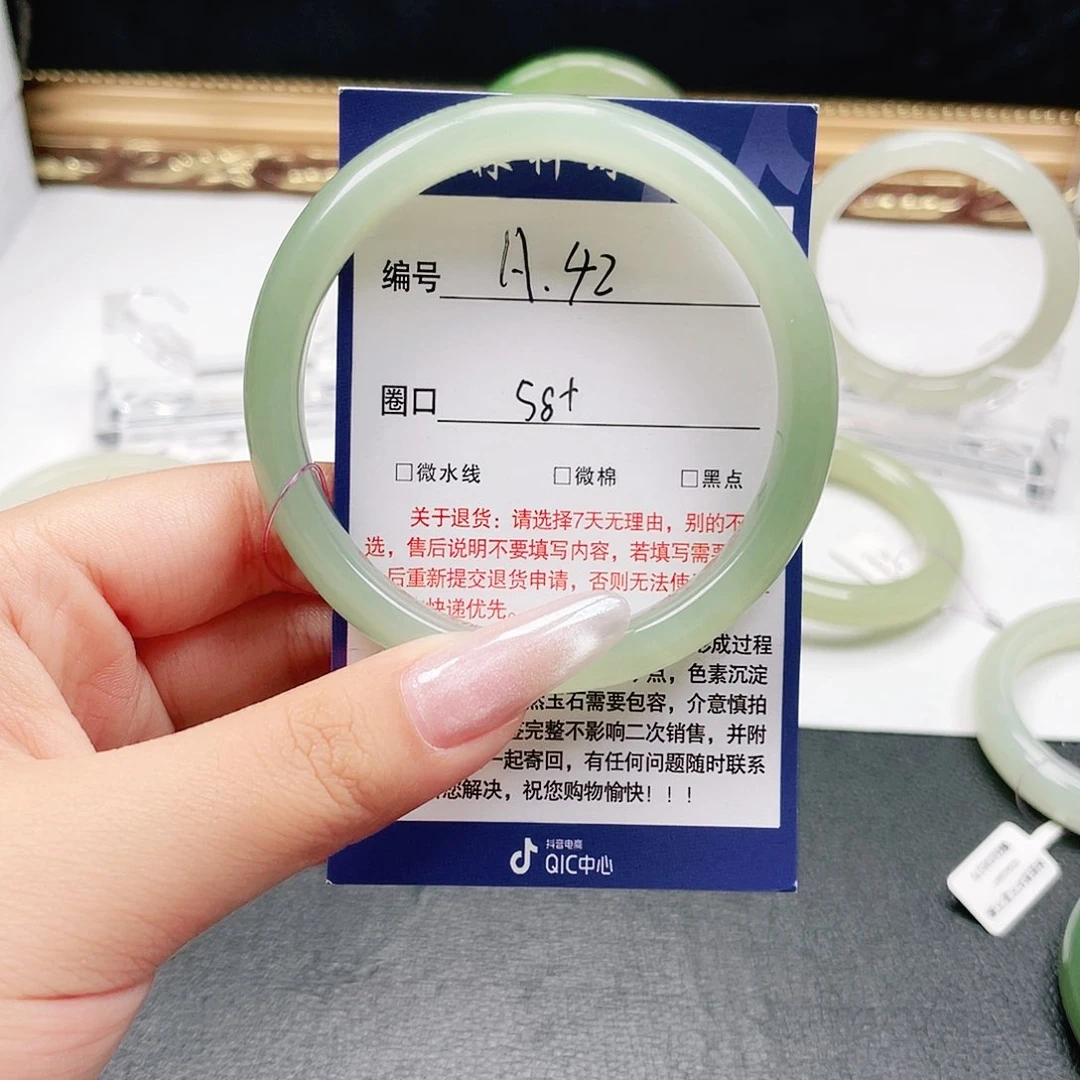 编号 A.42
圈口 58+
□微水线 □微棉 □黑点
关于退货：请选择7天无理由，别的不
选，售后说明不要填写内容，若填写需要
后重新提交退货申请，否则无法使
快递优先。
形成过程
点，色素沉淀
然玉石需要包容，介意慎拍
完整不影响二次销售，并附
一起寄回，有任何问题随时联系
您解决，祝您购物愉快！！！
抖音电商
QIC中心